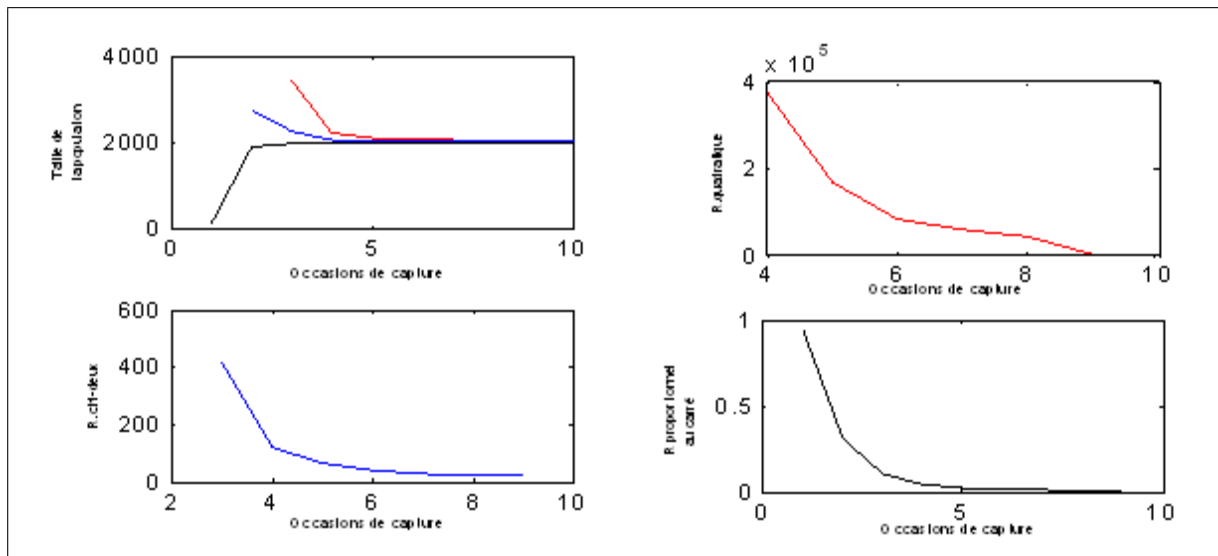 4000
2000
0
0
5
10
Taille de
la population
Occasions de capture
x 10^5
4
2
0
4
6
8
10
R.quatratique
Occasions de capture
600
400
200
0
2
4
6
8
10
R.chi-deux
Occasions de capture
1
0.5
0
0
5
10
R proportionnel
au carré
Occasions de capture